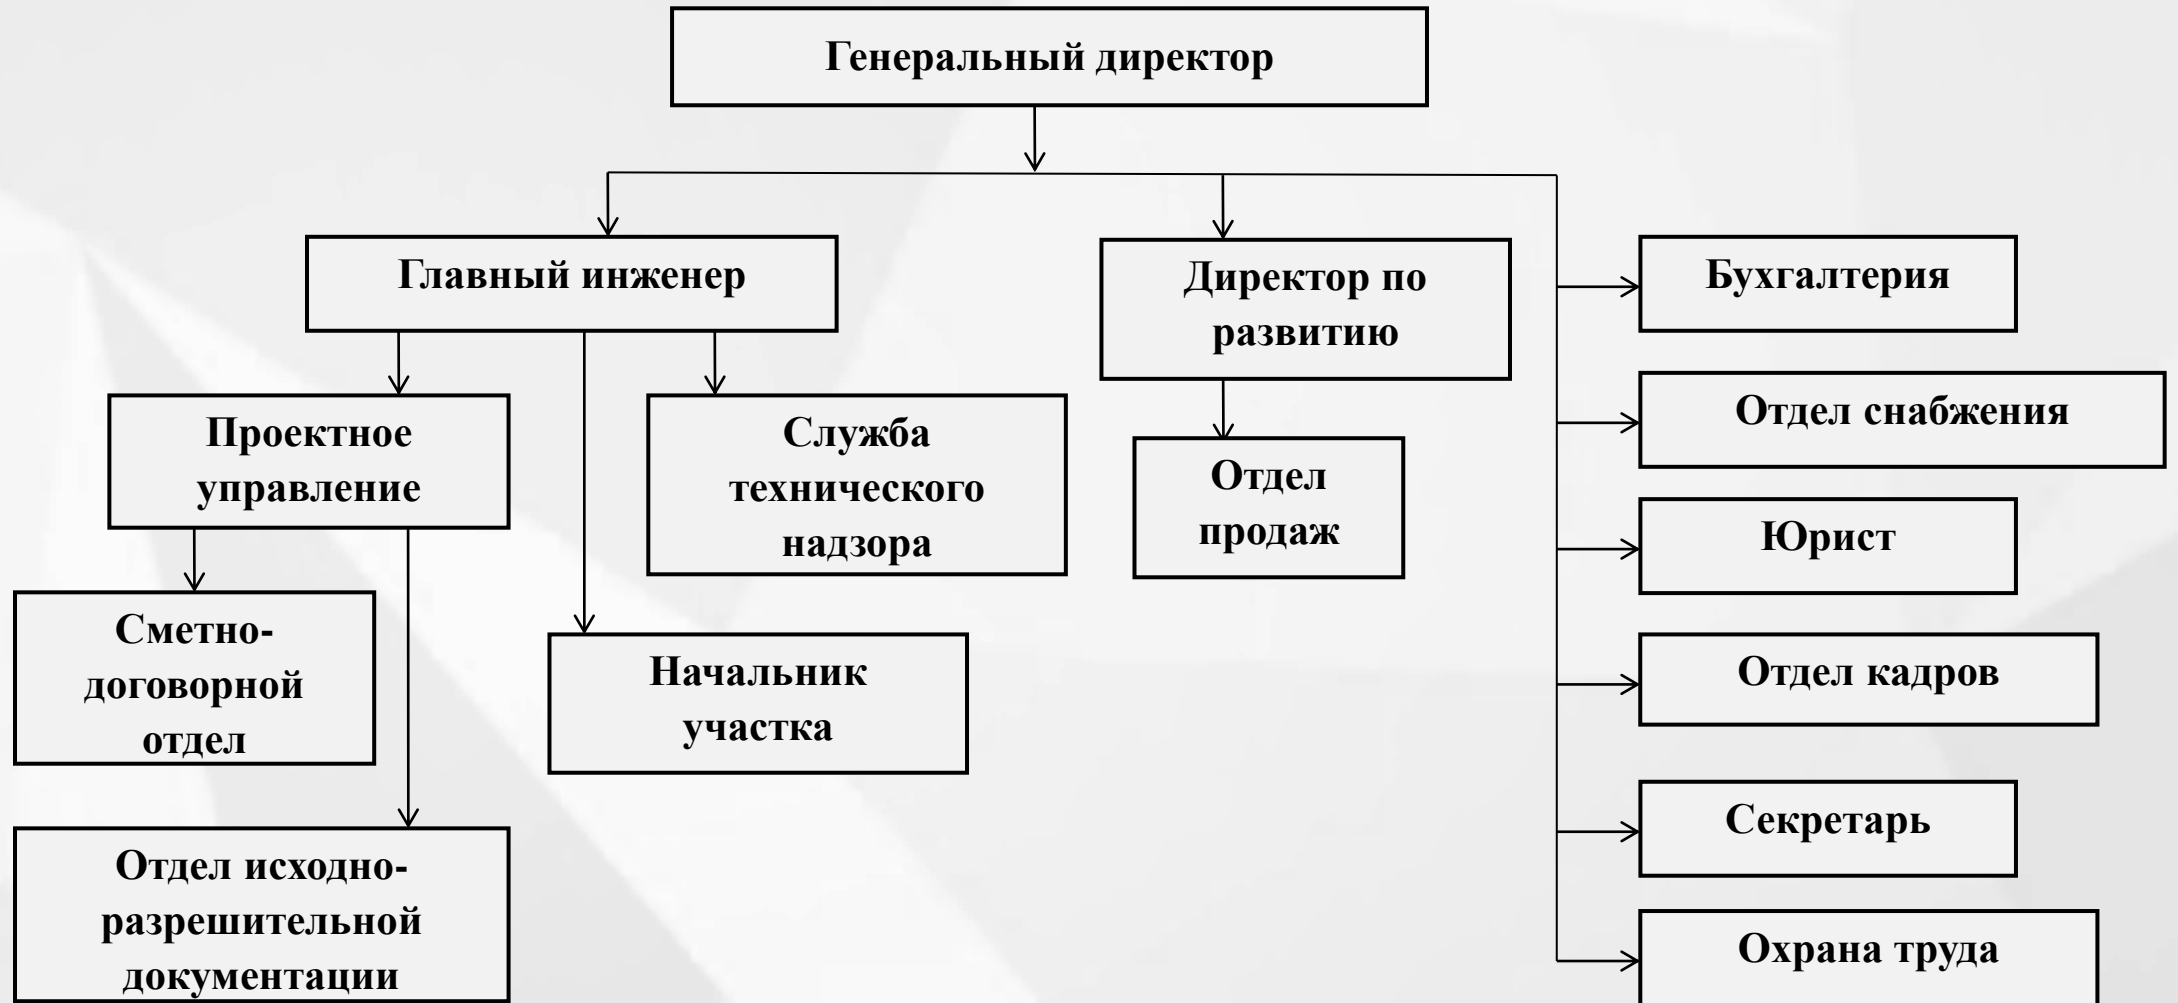 Генеральный директор
Главный инженер
Директор по
развитию
Бухгалтерия
Проектное
управление
Служба
технического
надзора
Отдел
продаж
Отдел снабжения
Юрист
Сметно-
договорной
отдел
Начальник
участка
Отдел кадров
Отдел исходно-
разрешительной
документации
Секретарь
Охрана труда